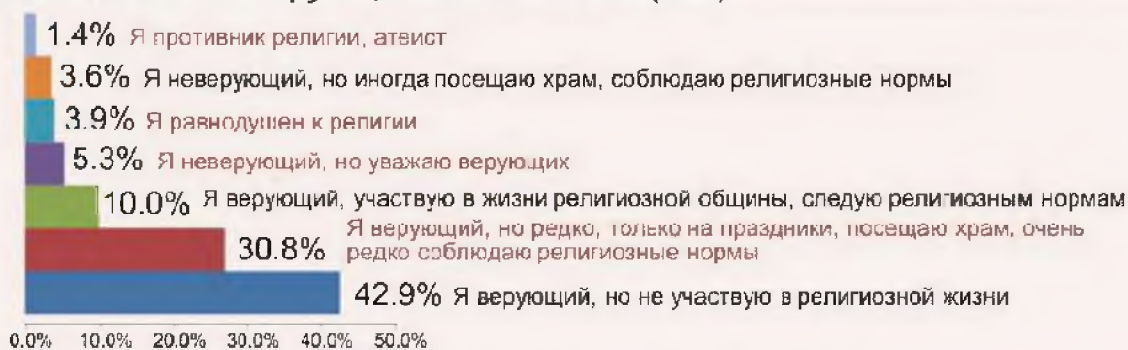 1.4% Я противник религии, атеист
3.6% Я неверующий, но иногда посещаю храм, соблюдаю религиозные нормы
3.9% Я равнодушен к религии
5.3% Я неверующий, но уважаю верующих
10.0% Я верующий, участвую в жизни религиозной общины, следую религиозным нормам
30.8% Я верующий, но редко, только на праздники, посещаю храм, очень
редко соблюдаю религиозные нормы
42.9% Я верующий, но не участвую в религиозной жизни
0.0% 10.0% 20.0% 30.0% 40.0% 50.0%